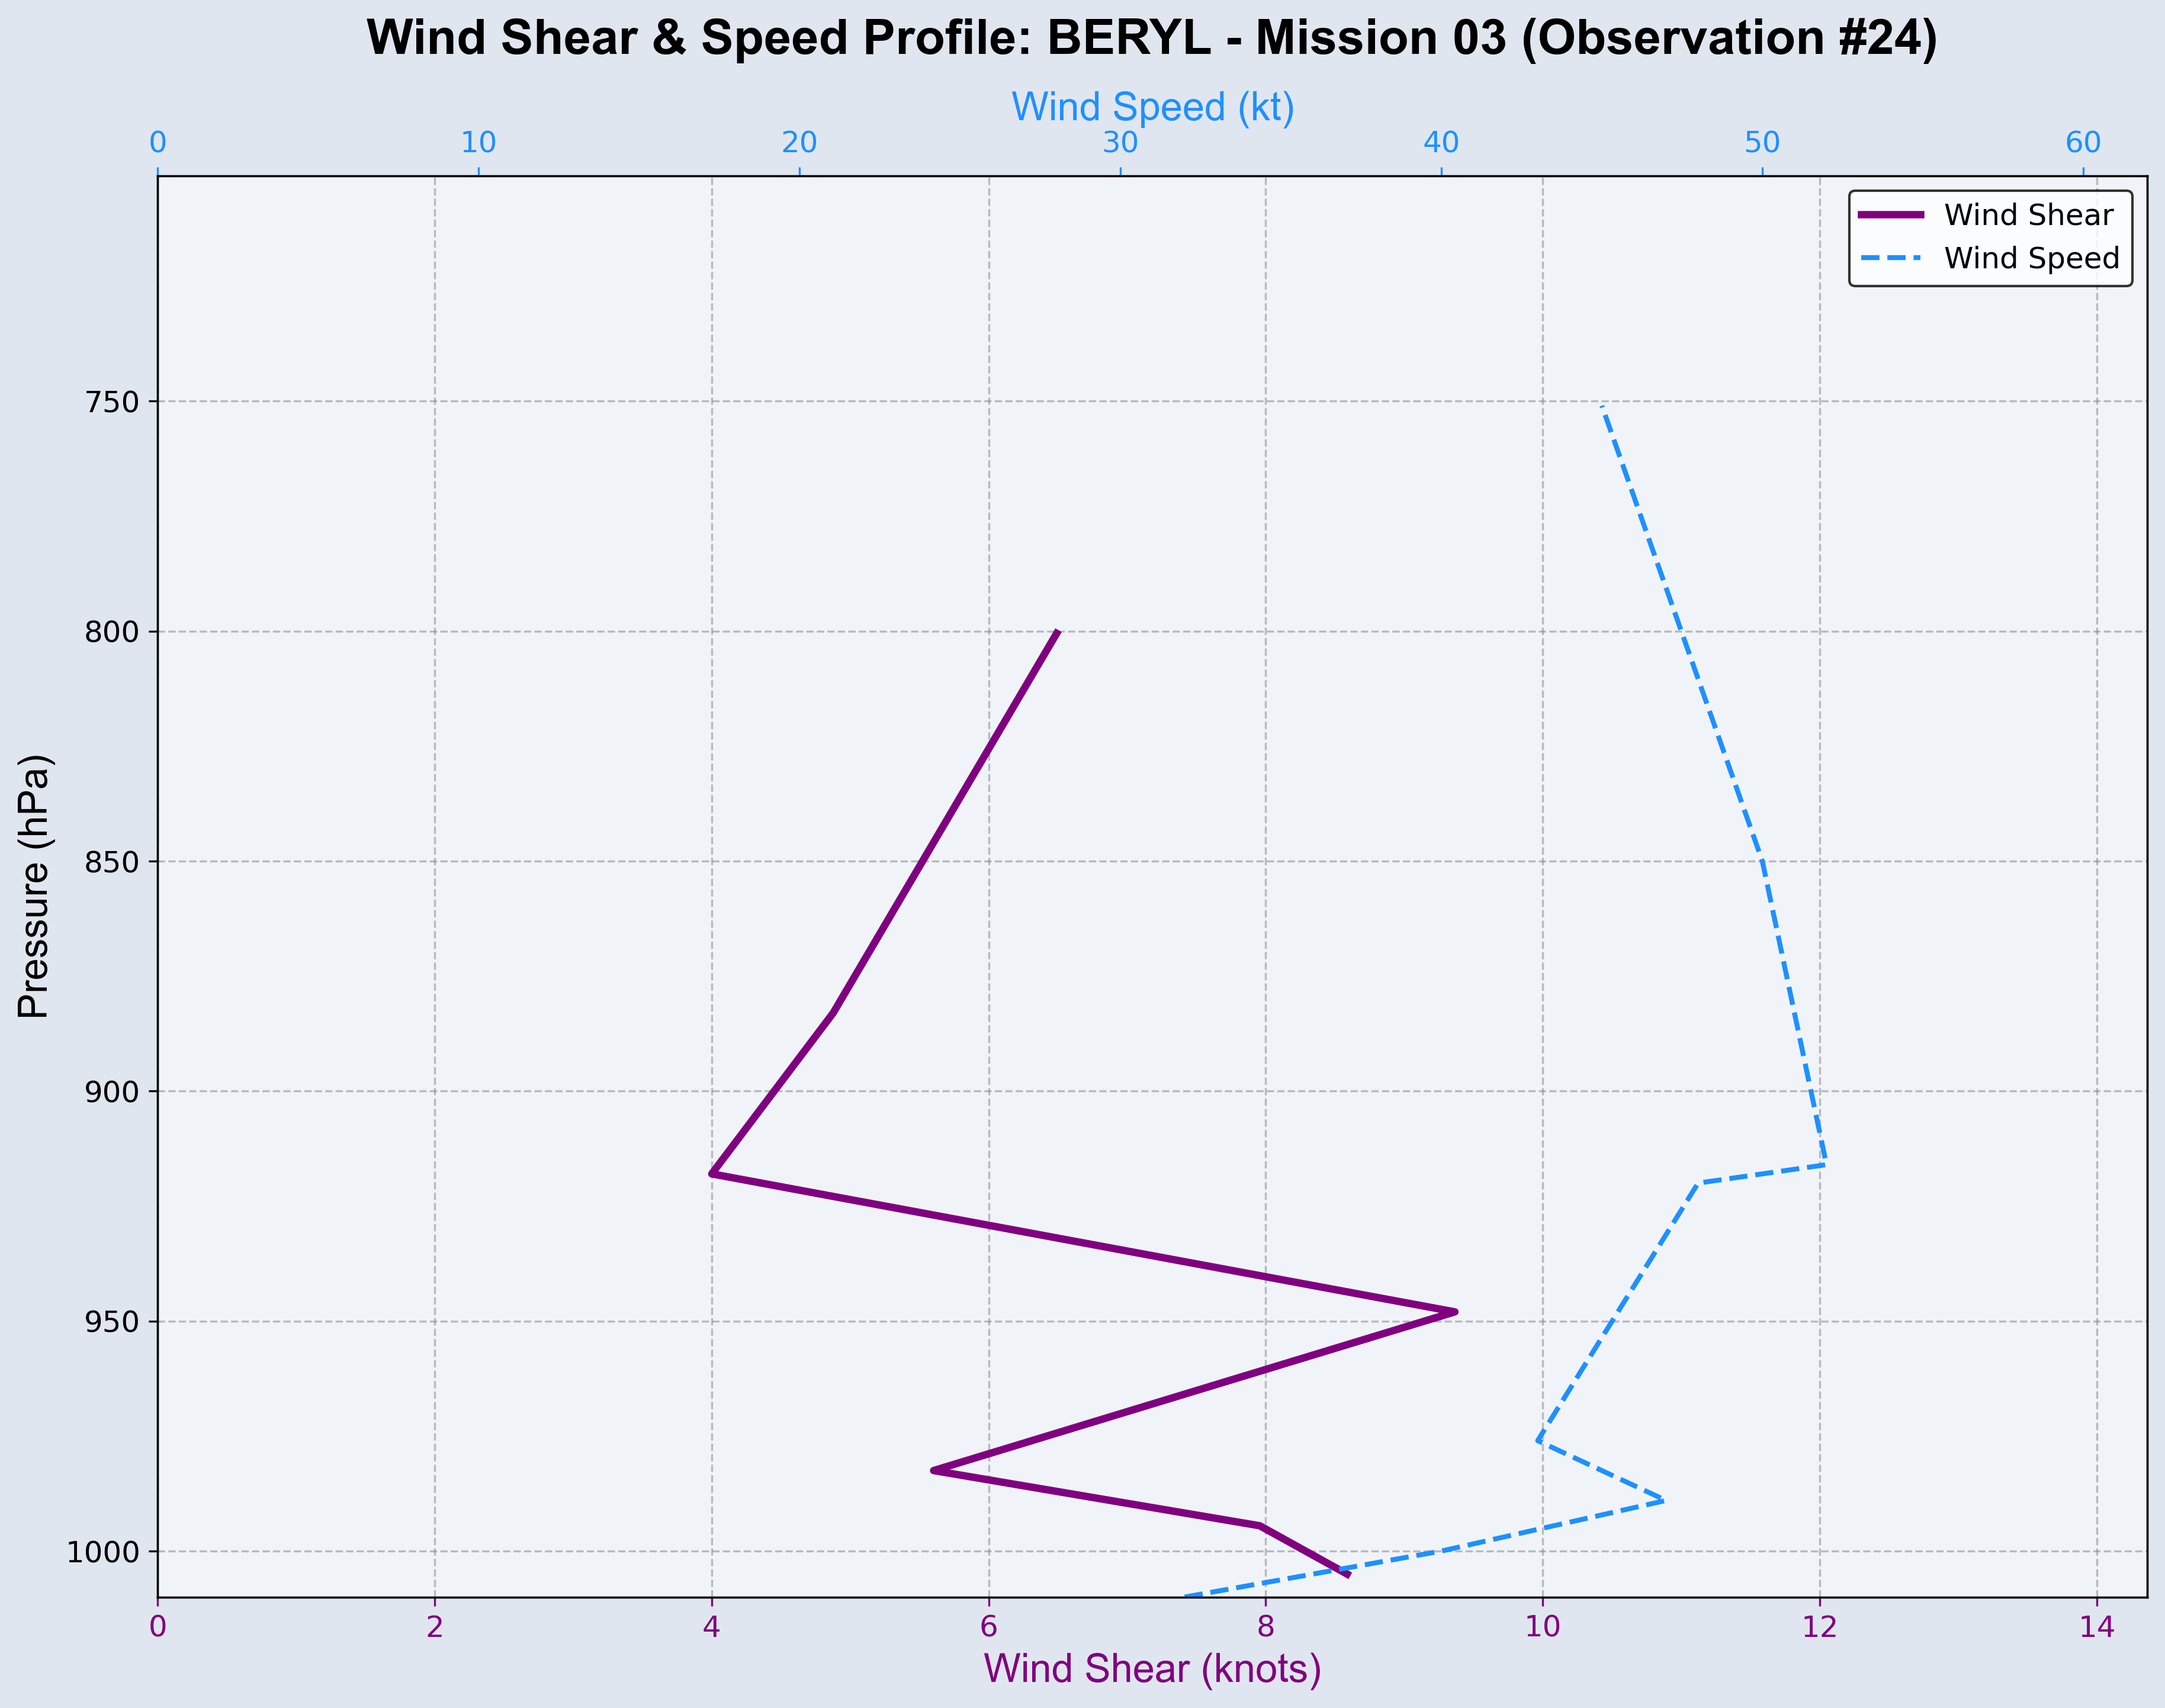 Wind Shear & Speed Profile: BERYL - Mission 03 (Observation #24)
Wind Speed (kt)
0 10 20 30 40 50 60
Wind Shear
Wind Speed
750
800
850
900
950
1000
Pressure (hPa)
0 2 4 6 8 10 12 14
Wind Shear (knots)